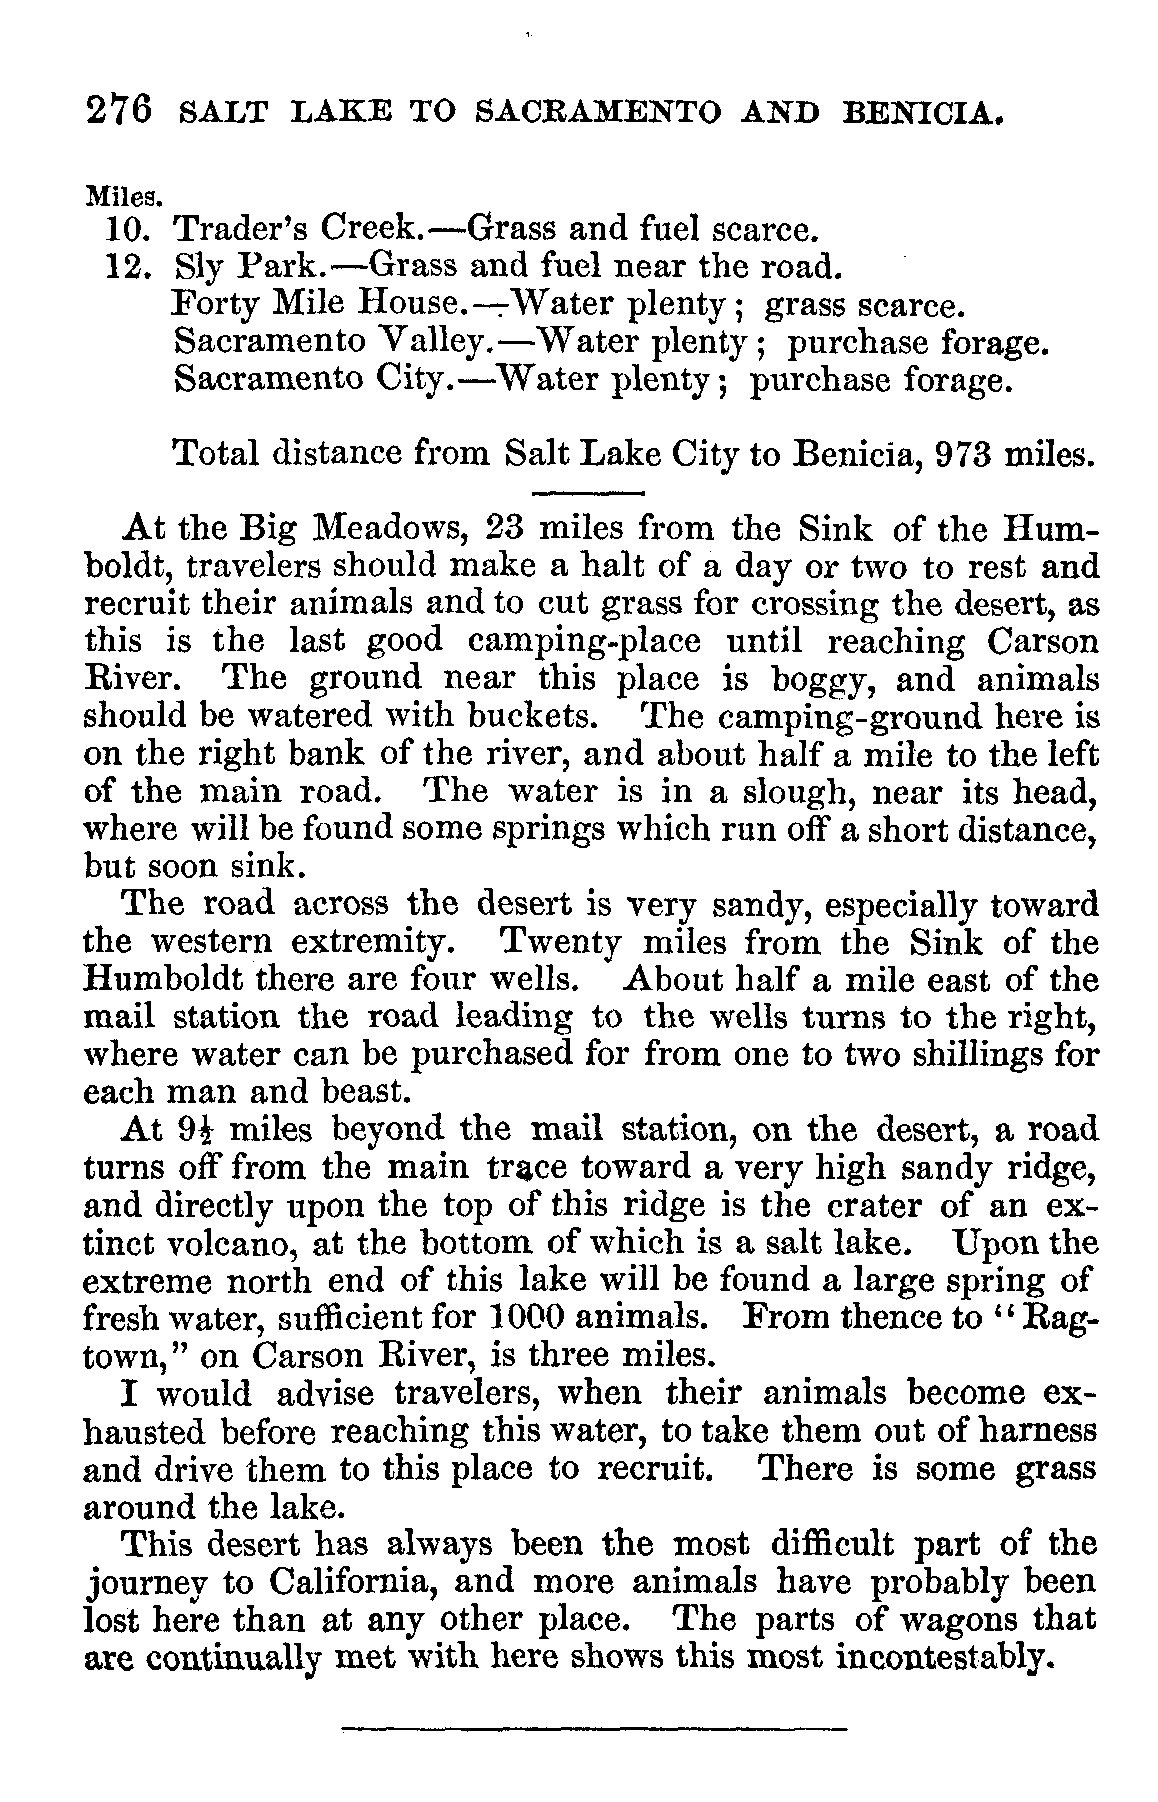 276 SALT LAKE TO SACRAMENTO AND BENICIA.
Miles.
10. Trader's Creek.—Grass and fuel scarce.
12. Sly Park.—Grass and fuel near the road.
Forty Mile House.—Water plenty; grass scarce.
Sacramento Valley.—Water plenty; purchase forage.
Sacramento City.—Water plenty; purchase forage.
Total distance from Salt Lake City to Benicia, 973 miles.
At the Big Meadows, 23 miles from the Sink of the Hum-
boldt, travelers should make a halt of a day or two to rest and
recruit their animals and to cut grass for crossing the desert, as
this is the last good camping-place until reaching Carson
River. The ground near this place is boggy, and animals
should be watered with buckets. The camping-ground here is
on the right bank of the river, and about half a mile to the left
of the main road. The water is in a slough, near its head,
where will be found some springs which run off a short distance,
but soon sink.
The road across the desert is very sandy, especially toward
the western extremity. Twenty miles from the Sink of the
Humboldt there are four wells. About half a mile east of the
mail station the road leading to the wells turns to the right,
where water can be purchased for from one to two shillings for
each man and beast.
At 9½ miles beyond the mail station, on the desert, a road
turns off from the main trace toward a very high sandy ridge,
and directly upon the top of this ridge is the crater of an ex-
tinct volcano, at the bottom of which is a salt lake. Upon the
extreme north end of this lake will be found a large spring of
fresh water, sufficient for 1000 animals. From thence to "Rag-
town," on Carson River, is three miles.
I would advise travelers, when their animals become ex-
hausted before reaching this water, to take them out of harness
and drive them to this place to recruit. There is some grass
around the lake.
This desert has always been the most difficult part of the
journey to California, and more animals have probably been
lost here than at any other place. The parts of wagons that
are continually met with here shows this most incontestably.